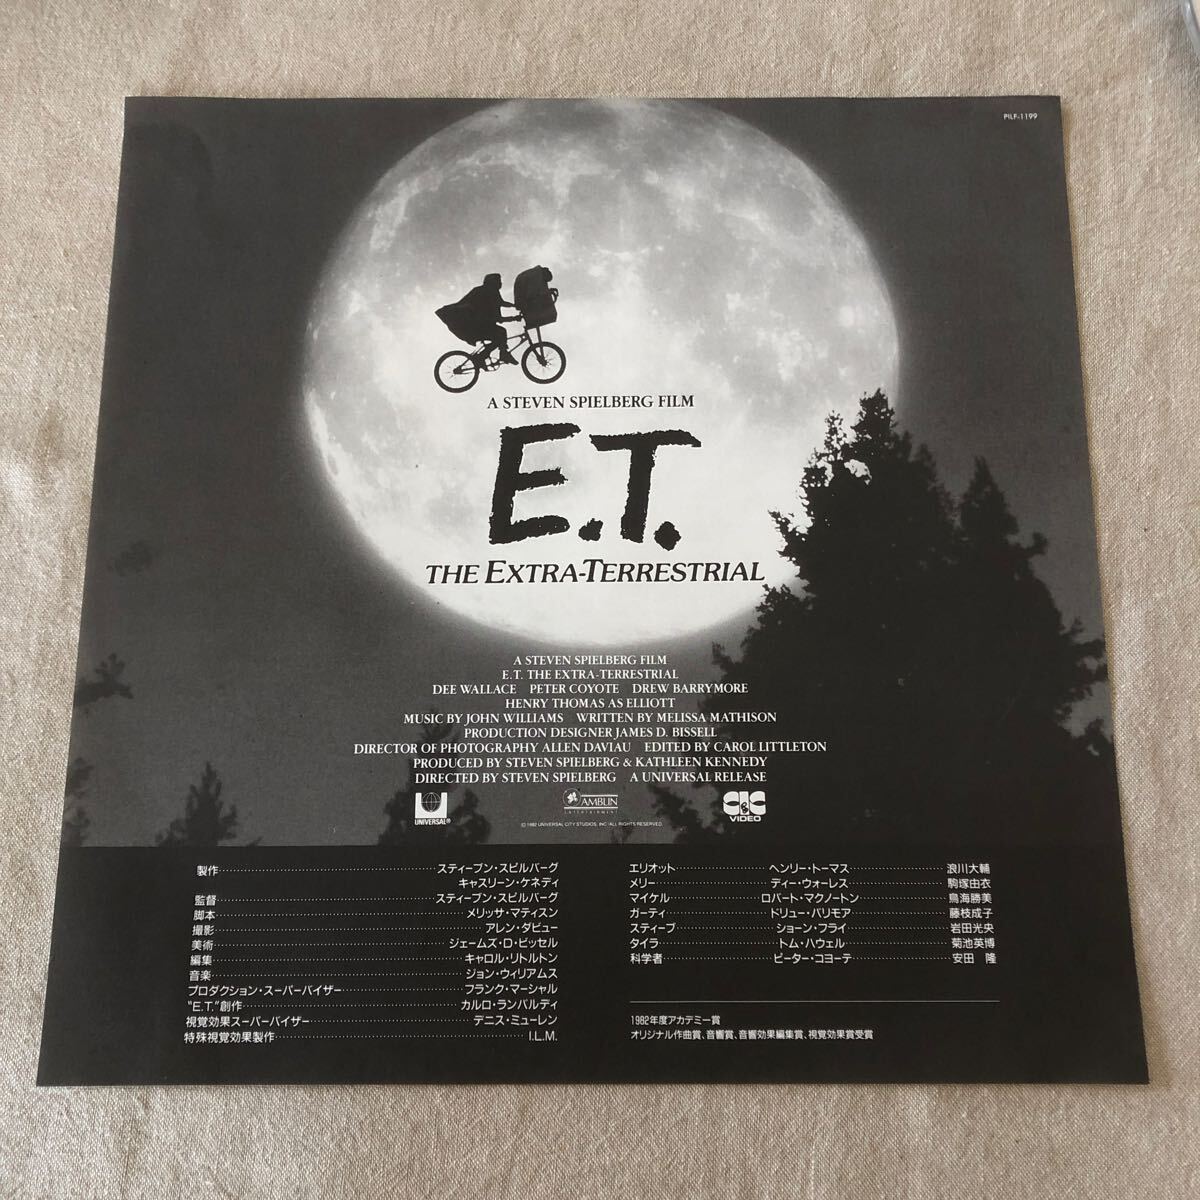 PILF-1199
A STEVEN SPIELBERG FILM
E.T.
THE EXTRA-TERRESTRIAL
A STEVEN SPIELBERG FILM
E.T. THE EXTRA-TERRESTRIAL
DEE WALLACE PETER COYOTE DREW BARRYMORE
HENRY THOMAS AS ELLIOTT
MUSIC BY JOHN WILLIAMS WRITTEN BY MELISSA MATHISON
PRODUCTION DESIGNER JAMES D. BISSELL
DIRECTOR OF PHOTOGRAPHY ALLEN DAVIAU EDITED BY CAROL LITTLETON
PRODUCED BY STEVEN SPIELBERG & KATHLEEN KENNEDY
DIRECTED BY STEVEN SPIELBERG A UNIVERSAL RELEASE
UNIVERSAL®
AMBLIN
ENTERTAINMENT
CIC
VIDEO
©1982 UNIVERSAL CITY STUDIOS, INC. ALL RIGHTS RESERVED.
製作 スティーブン・スピルバーグ
キャスリーン・ケネディ
監督 スティーブン・スピルバーグ
脚本 メリッサ・マティスン
撮影 アレン・ダビュー
美術 ジェームズ・D・ビッセル
編集 キャロル・リトルトン
音楽 ジョン・ウィリアムス
プロダクション・スーパーバイザー フランク・マーシャル
"E.T."創作 カルロ・ランバルディ
視覚効果スーパーバイザー デニス・ミューレン
特殊視覚効果製作 I.L.M.
エリオット ヘンリー・トーマス 浪川大輔
メリー ディー・ウォーレス 駒塚由衣
マイケル ロバート・マクノートン 鳥海勝美
ガーティ ドリュー・バリモア 藤枝成子
スティーブ ショーン・フライ 岩田光央
タイラ トム・ハウェル 菊池英博
科学者 ピーター・コヨーテ 安田 隆
1982年度アカデミー賞
オリジナル作曲賞、音響賞、音響効果編集賞、視覚効果賞受賞